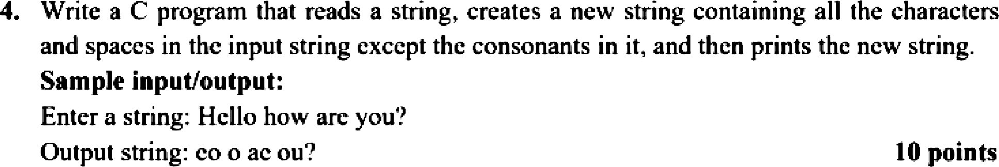 4. Write a C program that reads a string, creates a new string containing all the characters
and spaces in the input string except the consonants in it, and then prints the new string.
Sample input/output:
Enter a string: Hello how are you?
Output string: eo o ae ou?
10 points